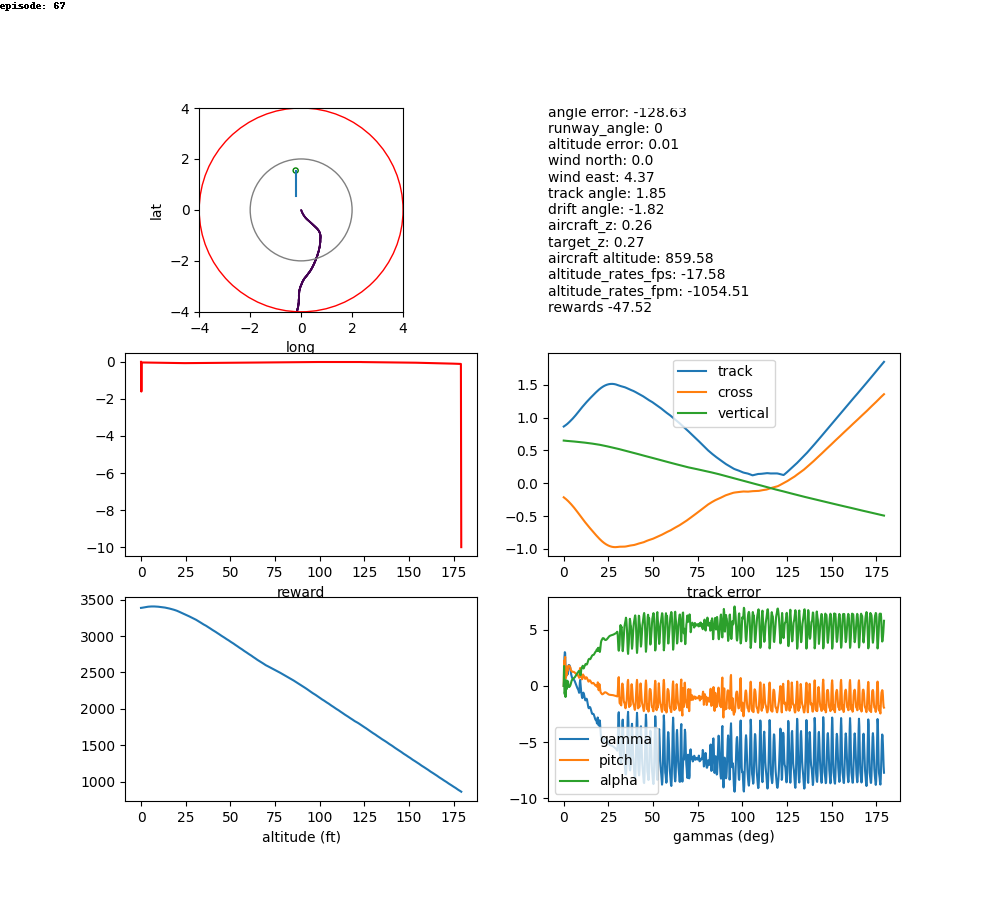 episode: 67
4
2
0
−2
−4
lat
−4 −2 0 2 4
long
angle error: -128.63
runway_angle: 0
altitude error: 0.01
wind north: 0.0
wind east: 4.37
track angle: 1.85
drift angle: -1.82
aircraft_z: 0.26
target_z: 0.27
aircraft altitude: 859.58
altitude_rates_fps: -17.58
altitude_rates_fpm: -1054.51
rewards -47.52
0
−2
−4
−6
−8
−10
0 25 50 75 100 125 150 175
reward
1.5
1.0
0.5
0.0
−0.5
−1.0
track
cross
vertical
0 25 50 75 100 125 150 175
track error
3500
3000
2500
2000
1500
1000
0 25 50 75 100 125 150 175
altitude (ft)
5
0
−5
−10
gamma
pitch
alpha
0 25 50 75 100 125 150 175
gammas (deg)